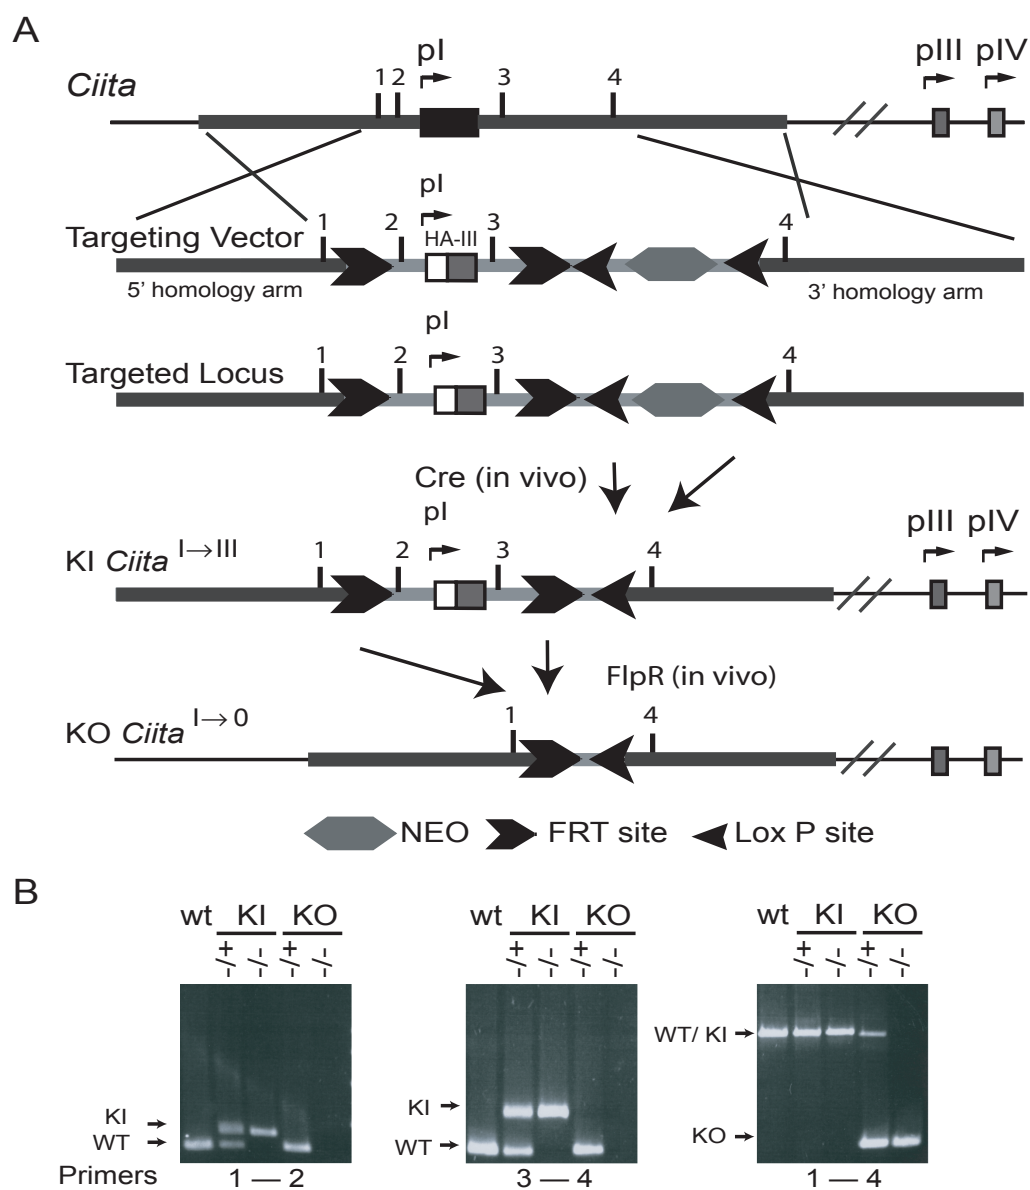 A
pI
pIII pIV
Ciita
1 2 3 4
pI
Targeting Vector
1 2 HA-III 3 4
5' homology arm
3' homology arm
pI
Targeted Locus
1 2 3 4
Cre (in vivo)
pI
pIII pIV
KI Ciita I→III
1 2 3 4
FlpR (in vivo)
KO Ciita I→0
1 4
NEO FRT site Lox P site
B
wt KI KO
-/+ -/- -/+ -/-
KI
WT
Primers 1 — 2
wt KI KO
-/+ -/- -/+ -/-
KI
WT
3 — 4
wt KI KO
-/+ -/- -/+ -/-
WT/ KI
KO
1 — 4